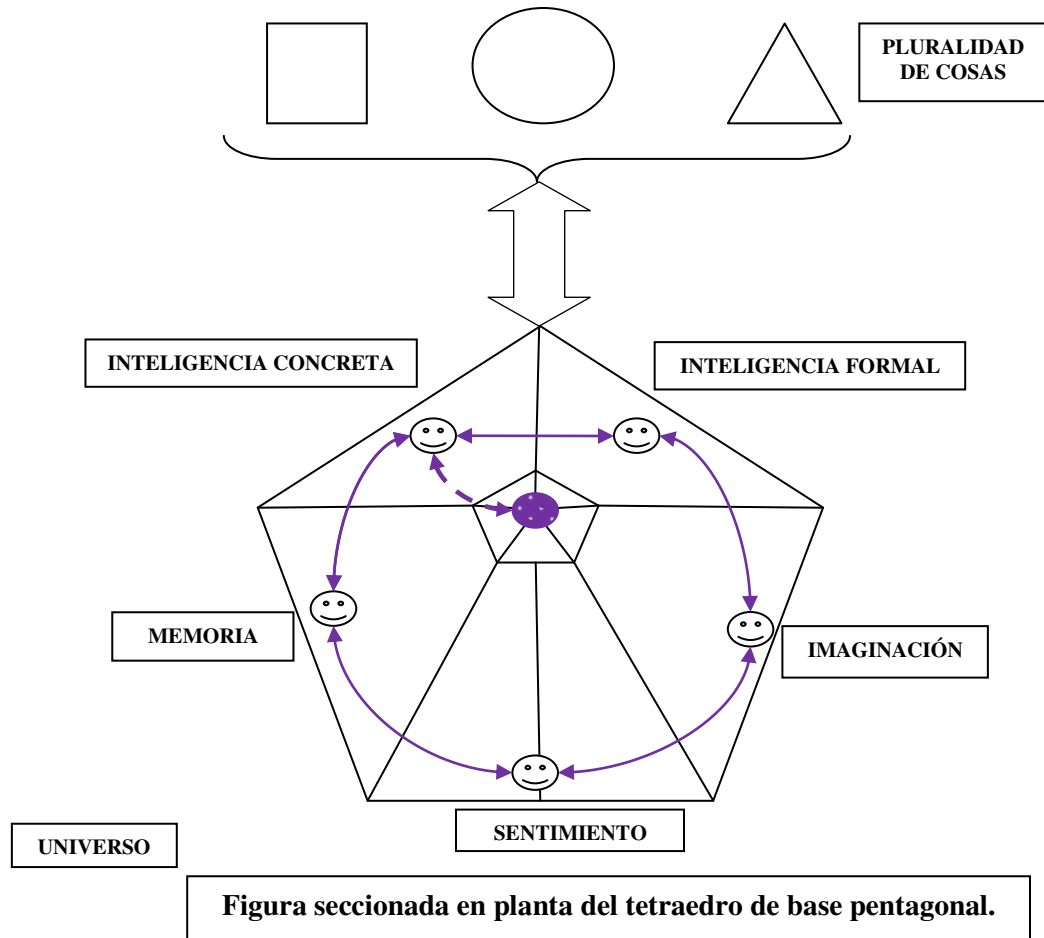 PLURALIDAD
DE COSAS
INTELIGENCIA CONCRETA
INTELIGENCIA FORMAL
MEMORIA
IMAGINACIÓN
SENTIMIENTO
UNIVERSO
Figura seccionada en planta del tetraedro de base pentagonal.